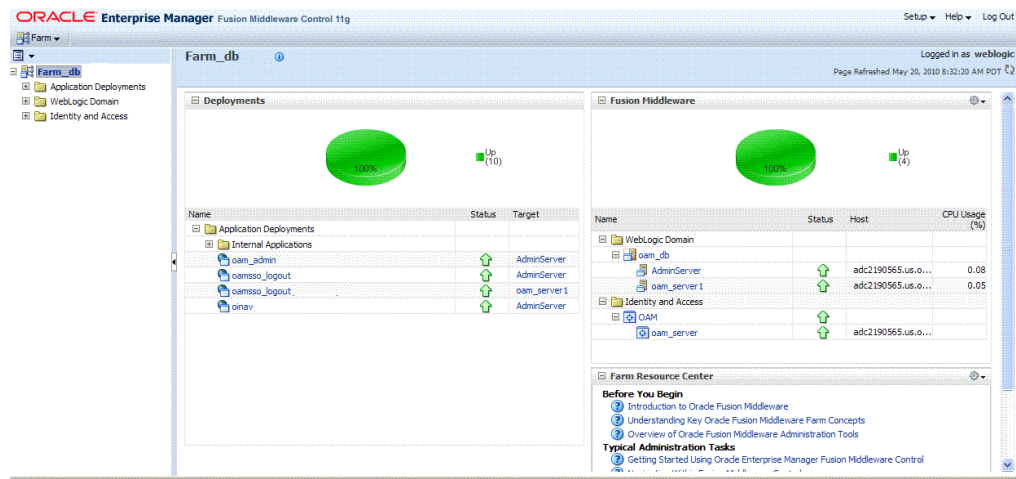 ORACLE Enterprise Manager Fusion Middleware Control 11g
Setup Help Log Out
Farm
Farm_db
Application Deployments
WebLogic Domain
Identity and Access
Farm_db
Logged in as weblogic
Page Refreshed May 20, 2010 8:32:20 AM PDT
Deployments
100%
Up
(10)
Name Status Target
Application Deployments
Internal Applications
oam_admin AdminServer
oamsso_logout AdminServer
oamsso_logout oam_server1
oinav AdminServer
Fusion Middleware
100%
Up
(4)
Name Status Host CPU Usage
(%)
WebLogic Domain
oam_db
AdminServer adc2190565.us.o... 0.08
oam_server1 adc2190565.us.o... 0.05
Identity and Access
OAM
oam_server adc2190565.us.o...
Farm Resource Center
Before You Begin
Introduction to Oracle Fusion Middleware
Understanding Key Oracle Fusion Middleware Farm Concepts
Overview of Oracle Fusion Middleware Administration Tools
Typical Administration Tasks
Getting Started Using Oracle Enterprise Manager Fusion Middleware Control